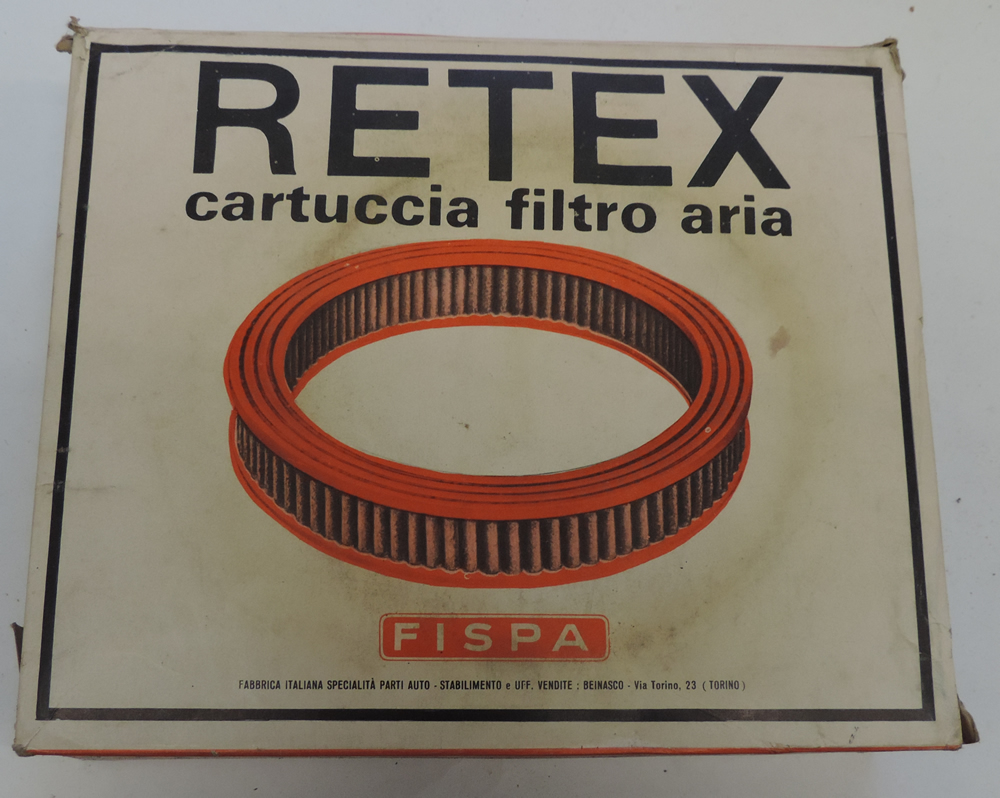 RETEX
cartuccia filtro aria
FISPA
FABBRICA ITALIANA SPECIALITÀ PARTI AUTO - STABILIMENTO e UFF. VENDITE : BEINASCO - Via Torino, 23 ( TORINO )